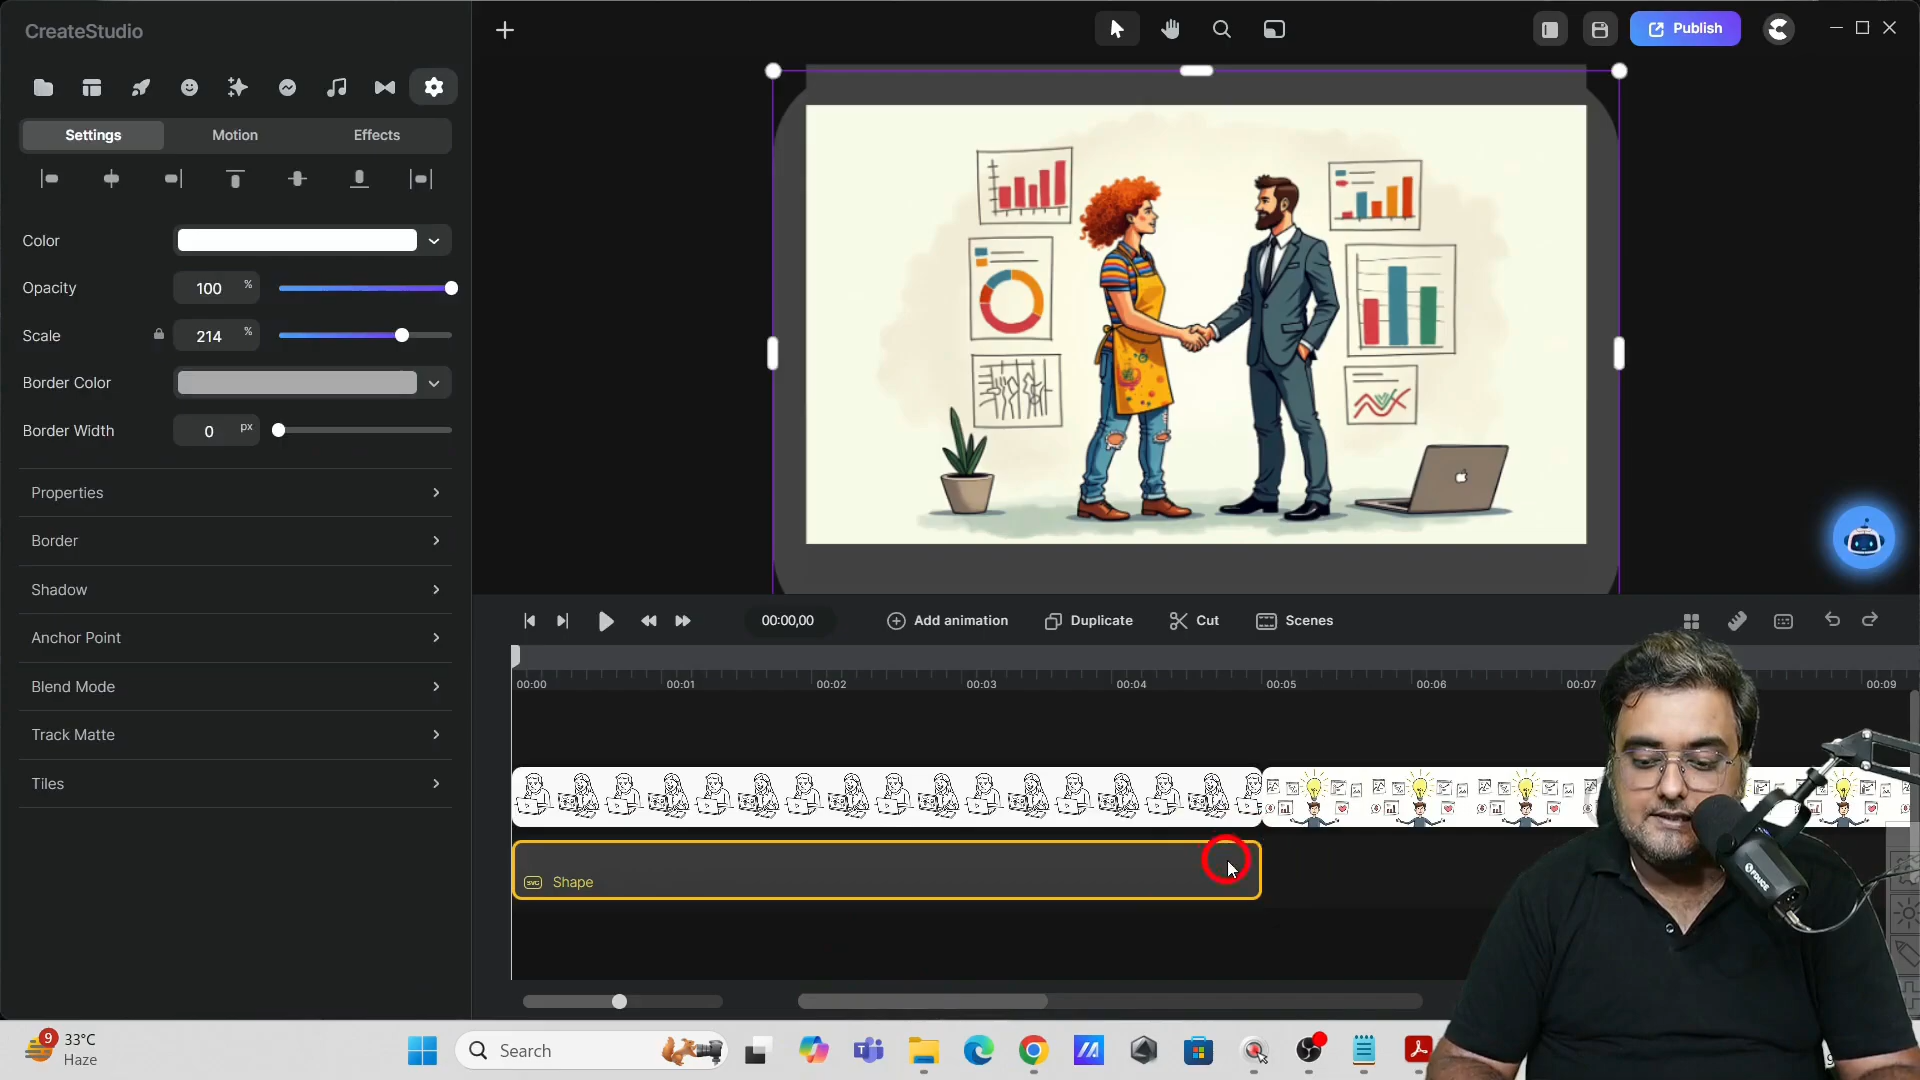 CreateStudio
Publish
Settings Motion Effects
Color
Opacity 100 %
Scale 214 %
Border Color
Border Width 0 px
Properties
Border
Shadow
Anchor Point
Blend Mode
Track Matte
Tiles
00:00,00 Add animation Duplicate Cut Scenes
00:00 00:01 00:02 00:03 00:04 00:05 00:06 00:07 00:09
SVG Shape
9 33°C
Haze
Search